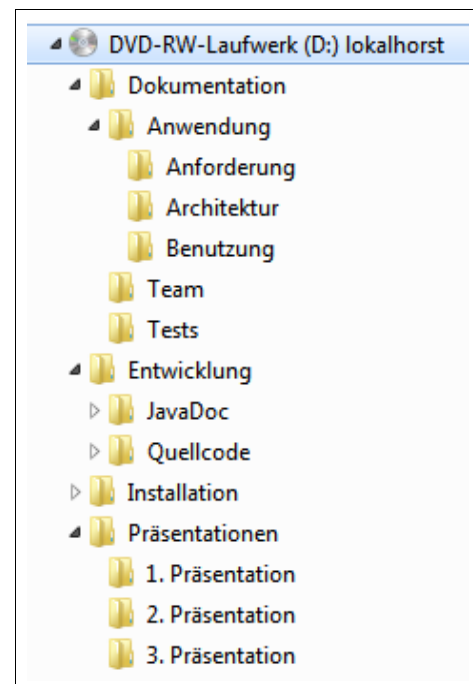 DVD-RW-Laufwerk (D:) lokalhorst
Dokumentation
Anwendung
Anforderung
Architektur
Benutzung
Team
Tests
Entwicklung
JavaDoc
Quellcode
Installation
Präsentationen
1. Präsentation
2. Präsentation
3. Präsentation